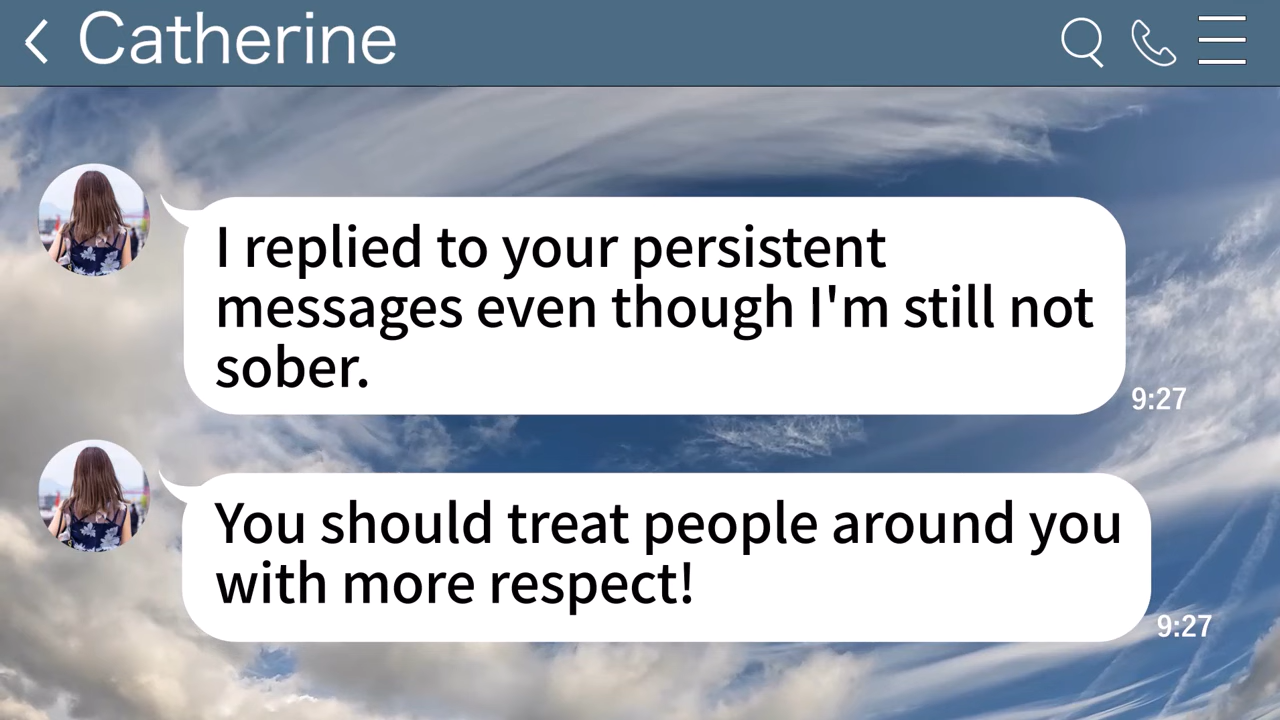 Catherine
I replied to your persistent
messages even though I'm still not
sober.
9:27
You should treat people around you
with more respect!
9:27